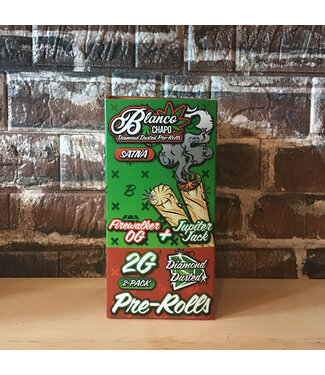 Blanco
CHAPO
Diamond Dusted Pre-Rolls
SATIVA
B
Firewalker
OG
+
Jupiter
Jack
2G
2-PACK
Diamond
Dusted
Pre-Rolls